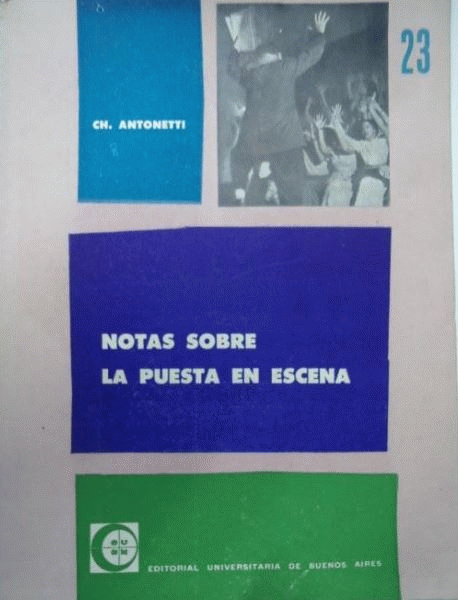 23
CH. ANTONETTI
NOTAS SOBRE
LA PUESTA EN ESCENA
EDITORIAL UNIVERSITARIA DE BUENOS AIRES